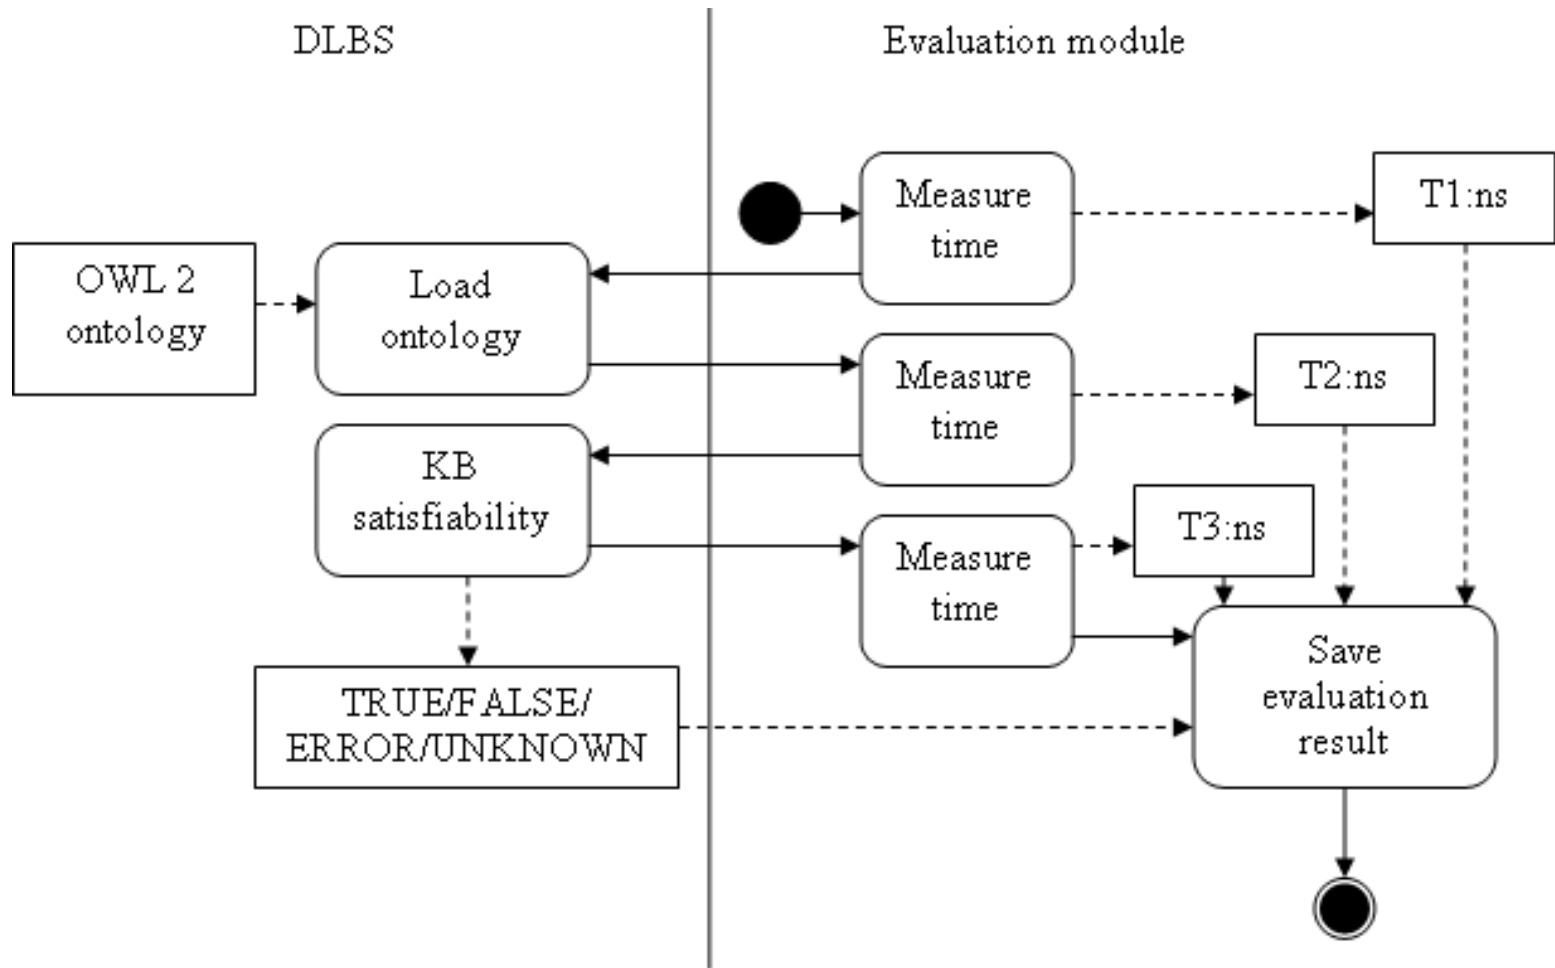 DLBS
Evaluation module
Measure
time
T1:ns
OWL 2
ontology
Load
ontology
Measure
time
T2:ns
KB
satisfiability
Measure
time
T3:ns
TRUE/FALSE/
ERROR/UNKNOWN
Save
evaluation
result